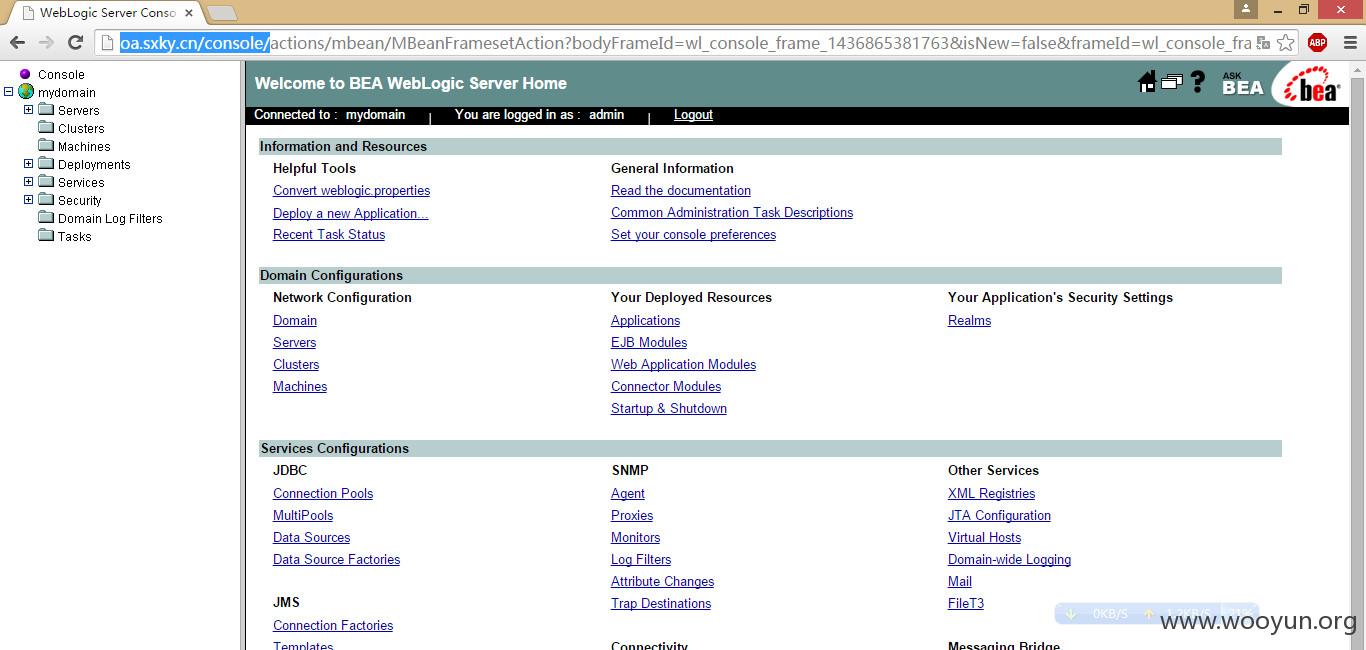 WebLogic Server Conso
oa.sxky.cn/console/actions/mbean/MBeanFramesetAction?bodyFrameId=wl_console_frame_1436865381763&isNew=false&frameId=wl_console_fra
ABP
Console
mydomain
Servers
Clusters
Machines
Deployments
Services
Security
Domain Log Filters
Tasks
Welcome to BEA WebLogic Server Home
ASK
BEA
bea
Connected to : mydomain | You are logged in as : admin | Logout
Information and Resources
Helpful Tools
Convert weblogic.properties
Deploy a new Application...
Recent Task Status
General Information
Read the documentation
Common Administration Task Descriptions
Set your console preferences
Domain Configurations
Network Configuration
Domain
Servers
Clusters
Machines
Your Deployed Resources
Applications
EJB Modules
Web Application Modules
Connector Modules
Startup & Shutdown
Your Application's Security Settings
Realms
Services Configurations
JDBC
Connection Pools
MultiPools
Data Sources
Data Source Factories
SNMP
Agent
Proxies
Monitors
Log Filters
Attribute Changes
Trap Destinations
Other Services
XML Registries
JTA Configuration
Virtual Hosts
Domain-wide Logging
Mail
FileT3
JMS
Connection Factories
Templates
Connectivity
Messaging Bridge
0KB/S 1.2KB/S 21%
www.wooyun.org